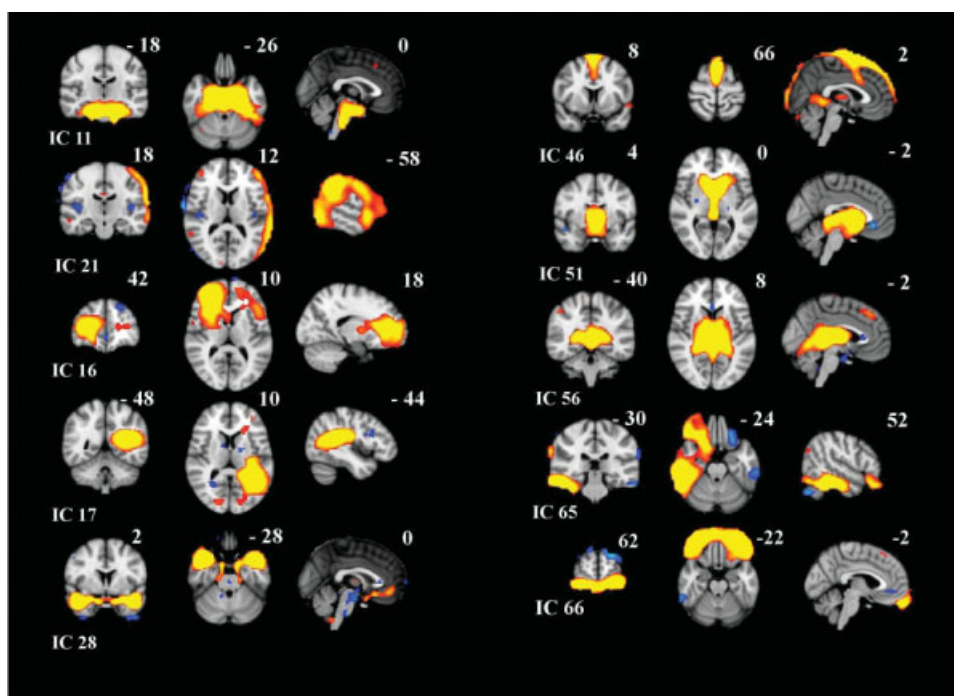 - 18 - 26 0
IC 11
18 12 - 58
IC 21
42 10 18
IC 16
- 48 10 - 44
IC 17
2 - 28 0
IC 28
8 66 2
IC 46
4 0 - 2
IC 51
- 40 8 - 2
IC 56
- 30 - 24 52
IC 65
62 -22 -2
IC 66